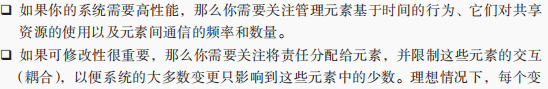 ❑ 如果你的系统需要高性能，那么你需要关注管理元素基于时间的行为、它们对共享
资源的使用以及元素间通信的频率和数量。
❑ 如果可修改性很重要，那么你需要关注将责任分配给元素，并限制这些元素的交互
（耦合），以便系统的大多数变更只影响到这些元素中的少数。理想情况下，每个变